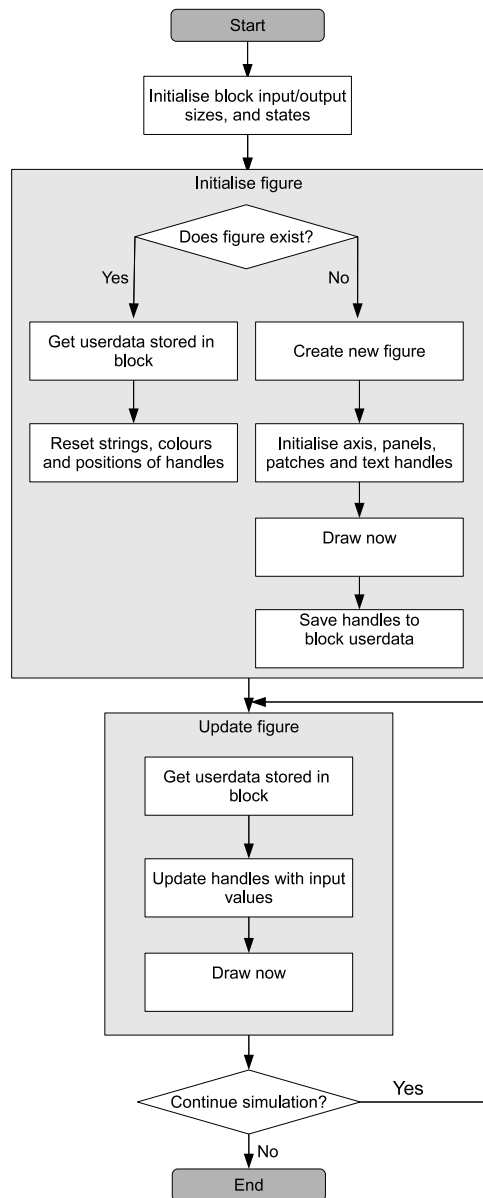 Start
Initialise block input/output
sizes, and states
Initialise figure
Does figure exist?
Yes
No
Get userdata stored in
block
Create new figure
Reset strings, colours
and positions of handles
Initialise axis, panels,
patches and text handles
Draw now
Save handles to
block userdata
Update figure
Get userdata stored in
block
Update handles with input
values
Draw now
Continue simulation?
Yes
No
End